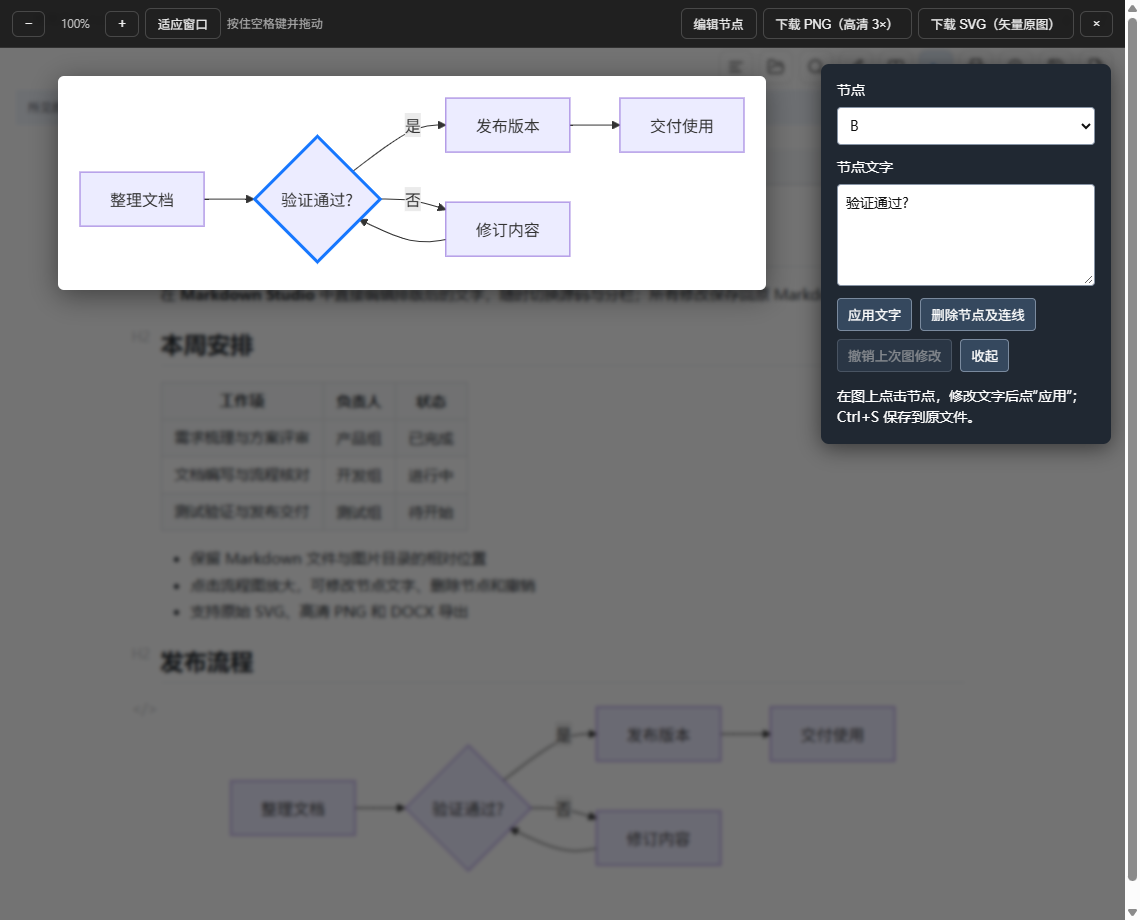 −
100%
+
适应窗口
按住空格键并拖动
编辑节点
下载 PNG（高清 3×）
下载 SVG（矢量原图）
×
整理文档
验证通过?
是
否
发布版本
交付使用
修订内容
节点
B
节点文字
验证通过?
应用文字
删除节点及连线
撤销上次图修改
收起
在图上点击节点，修改文字后点“应用”；
Ctrl+S 保存到原文件。
H2
本周安排
工作项 负责人 状态
需求梳理与方案评审 产品组 已完成
文档编写与流程核对 开发组 进行中
测试验证与发布交付 测试组 待开始
保留 Markdown 文件与图片目录的相对位置
点击流程图放大，可修改节点文字、删除节点和撤销
支持原始 SVG、高清 PNG 和 DOCX 导出
H2
发布流程
</>
整理文档
验证通过?
是
否
发布版本
交付使用
修订内容